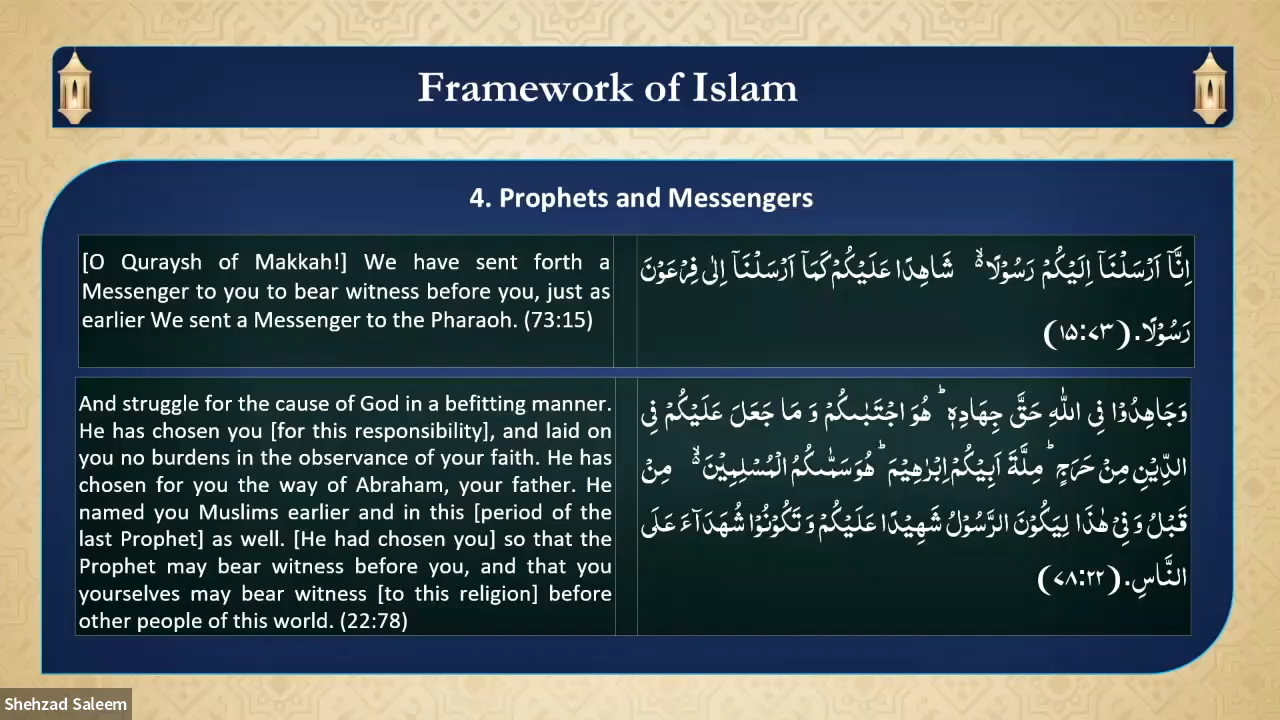 Framework of Islam
4. Prophets and Messengers
[O Quraysh of Makkah!] We have sent forth a
Messenger to you to bear witness before you, just as
earlier We sent a Messenger to the Pharaoh. (73:15)
اِنَّاۤ اَرْسَلْنَاۤ اِلَيْكُمْ رَسُوْلًا ۙ۬ شَاهِدًا عَلَيْكُمْ كَمَاۤ اَرْسَلْنَاۤ اِلٰى فِرْعَوْنَ
رَسُوْلًا. (۷۳:۱۵)
And struggle for the cause of God in a befitting manner.
He has chosen you [for this responsibility], and laid on
you no burdens in the observance of your faith. He has
chosen for you the way of Abraham, your father. He
named you Muslims earlier and in this [period of the
last Prophet] as well. [He had chosen you] so that the
Prophet may bear witness before you, and that you
yourselves may bear witness [to this religion] before
other people of this world. (22:78)
وَجَاهِدُوْا فِى اللّٰهِ حَقَّ جِهَادِهٖ ؕ هُوَ اجْتَبٰىكُمْ وَ مَا جَعَلَ عَلَيْكُمْ فِى
الدِّيْنِ مِنْ حَرَجٍ ؕ مِلَّةَ اَبِيْكُمْ اِبْرٰهِيْمَ ؕ هُوَ سَمّٰىكُمُ الْمُسْلِمِيْنَ ۙ۬ مِنْ
قَبْلُ وَ فِىْ هٰذَا لِيَكُوْنَ الرَّسُوْلُ شَهِيْدًا عَلَيْكُمْ وَ تَكُوْنُوْا شُهَدَآءَ عَلَى
النَّاسِ. (۲۲:۷۸)
Shehzad Saleem